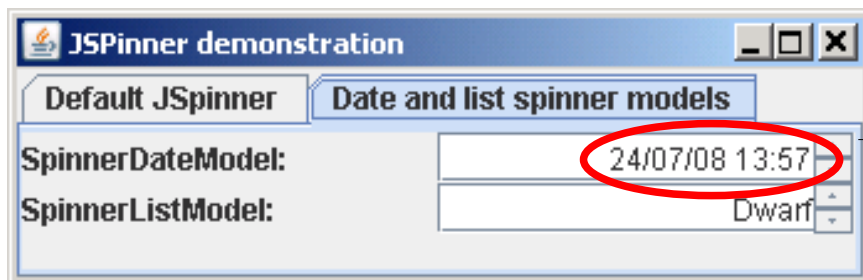 JSPinner demonstration
Default JSpinner Date and list spinner models
SpinnerDateModel: 24/07/08 13:57
SpinnerListModel: Dwarf